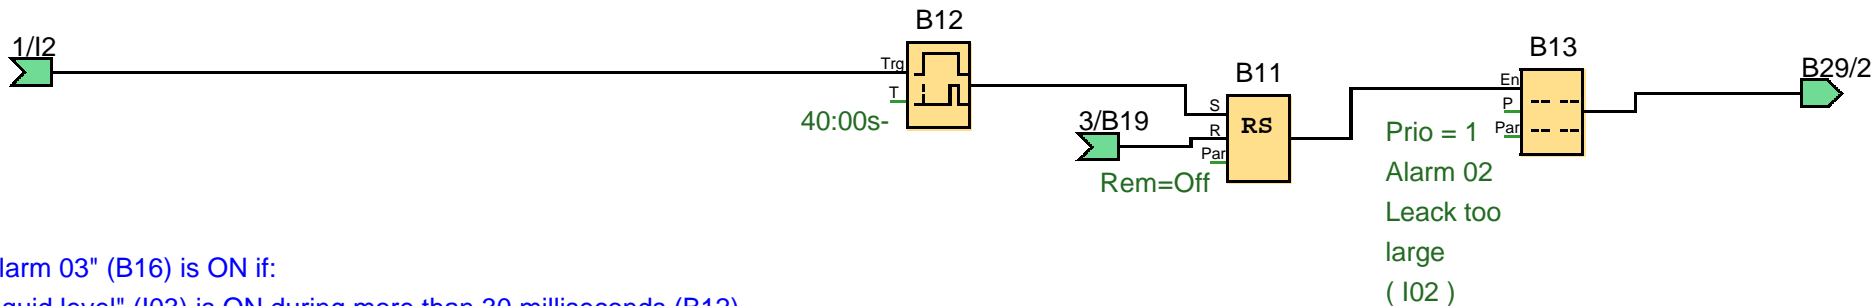 B12
1/I2
Trg
T
40:00s-
B11
3/B19
S
R
Par
RS
Rem=Off
B13
En
P
Par
Prio = 1
Alarm 02
Leack too
large
( I02 )
B29/2
larm 03" (B16) is ON if: